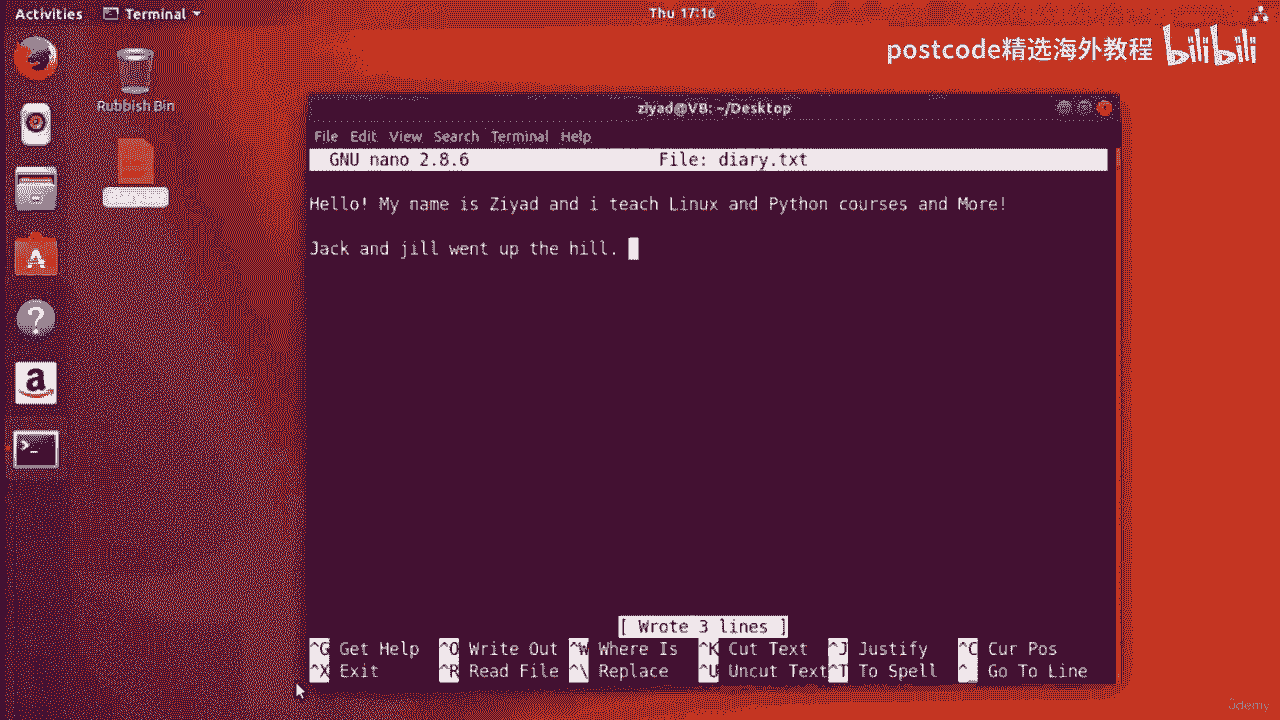 Activities Terminal Thu 17:16
postcode精选海外教程 bilibili
Rubbish Bin
ziyad@VB: ~/Desktop
File Edit View Search Terminal Help
GNU nano 2.8.6 File: diary.txt
Hello! My name is Ziyad and i teach Linux and Python courses and More!
Jack and jill went up the hill.
[ Wrote 3 lines ]
^G Get Help ^O Write Out ^W Where Is ^K Cut Text ^J Justify ^C Cur Pos
^X Exit ^R Read File ^\ Replace ^U Uncut Text ^T To Spell ^_ Go To Line
Udemy